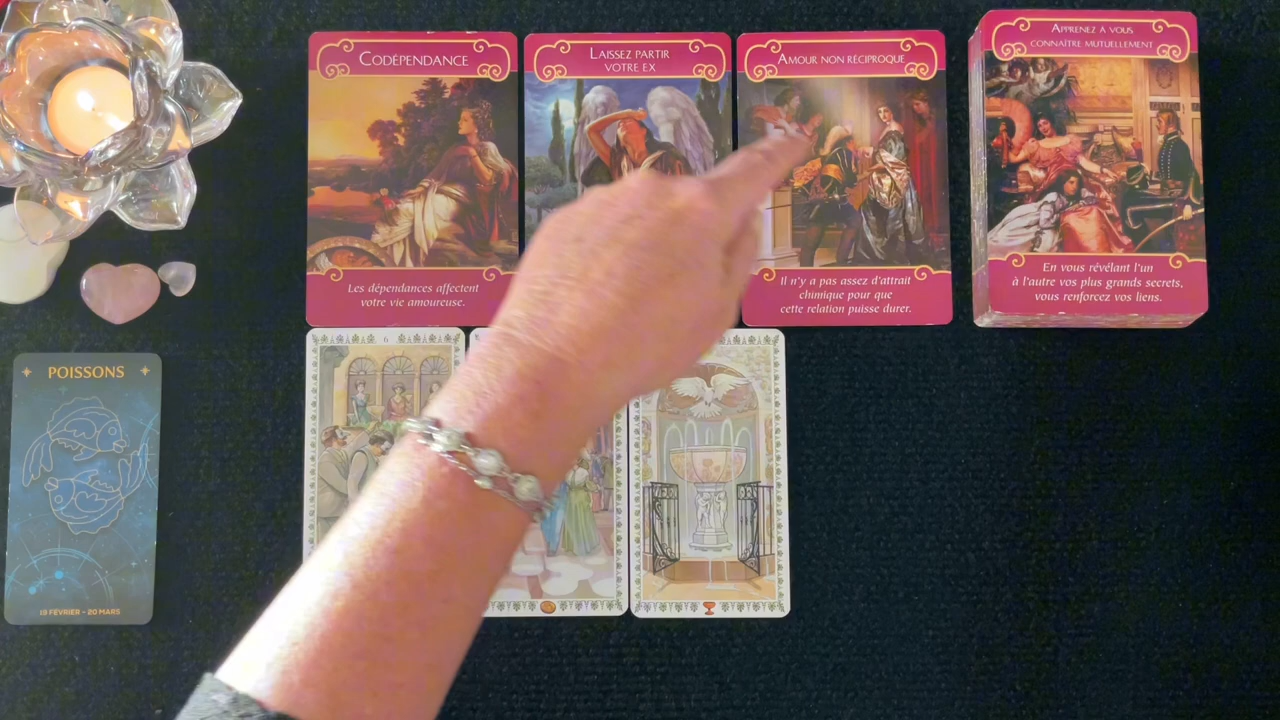 CODÉPENDANCE
Les dépendances affectent
votre vie amoureuse.
LAISSEZ PARTIR
VOTRE EX
AMOUR NON RÉCIPROQUE
Il n'y a pas assez d'attrait
chimique pour que
cette relation puisse durer.
APPRENEZ À VOUS
CONNAÎTRE MUTUELLEMENT
En vous révélant l'un
à l'autre vos plus grands secrets,
vous renforcez vos liens.
POISSONS
19 FÉVRIER - 20 MARS
6